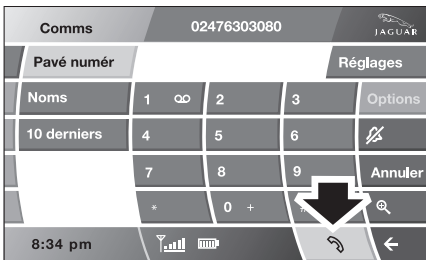 Comms 02476303080 JAGUAR
Pavé numér Réglages
Noms 1 2 3 Options
10 derniers 4 5 6
7 8 9 Annuler
* 0 + #
8:34 pm